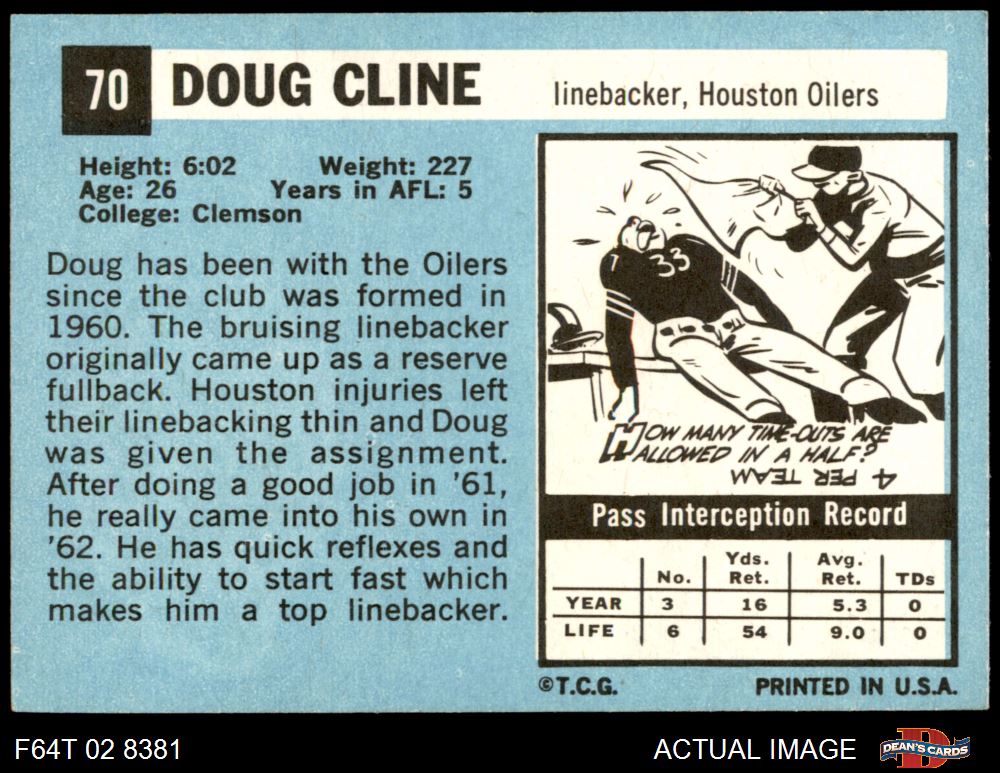 70 DOUG CLINE linebacker, Houston Oilers
Height: 6:02 Weight: 227
Age: 26 Years in AFL: 5
College: Clemson
Doug has been with the Oilers
since the club was formed in
1960. The bruising linebacker
originally came up as a reserve
fullback. Houston injuries left
their linebacking thin and Doug
was given the assignment.
After doing a good job in '61,
he really came into his own in
'62. He has quick reflexes and
the ability to start fast which
makes him a top linebacker.
7
33
HOW MANY TIME-OUTS ARE
ALLOWED IN A HALF?
4 PER TEAM
Pass Interception Record
No. Yds. Ret. Avg. Ret. TDs
YEAR 3 16 5.3 0
LIFE 6 54 9.0 0
©T.C.G. PRINTED IN U.S.A.
F64T 02 8381 ACTUAL IMAGE
D
DEAN'S CARDS